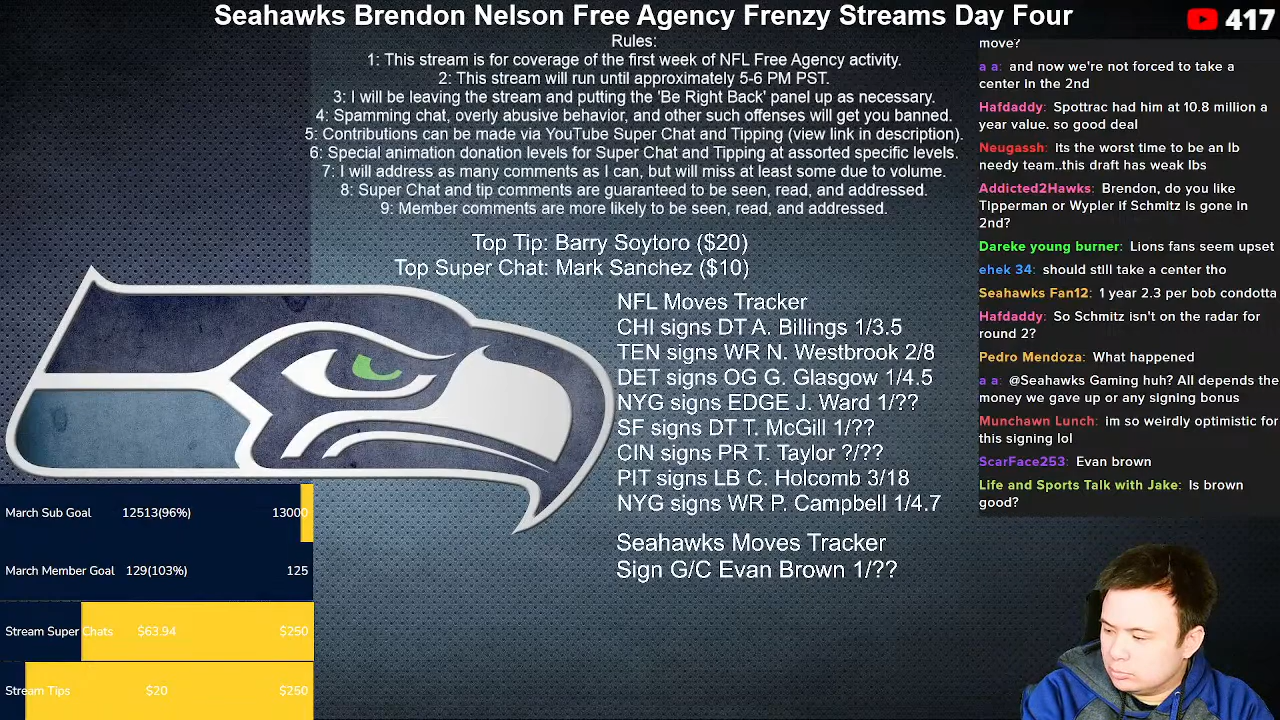 Seahawks Brendon Nelson Free Agency Frenzy Streams Day Four
417
Rules:
1: This stream is for coverage of the first week of NFL Free Agency activity.
2: This stream will run until approximately 5-6 PM PST.
3: I will be leaving the stream and putting the 'Be Right Back' panel up as necessary.
4: Spamming chat, overly abusive behavior, and other such offenses will get you banned.
5: Contributions can be made via YouTube Super Chat and Tipping (view link in description).
6: Special animation donation levels for Super Chat and Tipping at assorted specific levels.
7: I will address as many comments as I can, but will miss at least some due to volume.
8: Super Chat and tip comments are guaranteed to be seen, read, and addressed.
9: Member comments are more likely to be seen, read, and addressed.
Top Tip: Barry Soytoro ($20)
Top Super Chat: Mark Sanchez ($10)
NFL Moves Tracker
CHI signs DT A. Billings 1/3.5
TEN signs WR N. Westbrook 2/8
DET signs OG G. Glasgow 1/4.5
NYG signs EDGE J. Ward 1/??
SF signs DT T. McGill 1/??
CIN signs PR T. Taylor ?/??
PIT signs LB C. Holcomb 3/18
NYG signs WR P. Campbell 1/4.7
Seahawks Moves Tracker
Sign G/C Evan Brown 1/??
move?
a a: and now we're not forced to take a
center in the 2nd
Hafdaddy: Spottrac had him at 10.8 million a
year value. so good deal
Neugassh: Its the worst time to be an lb
needy team..this draft has weak lbs
Addicted2Hawks: Brendon, do you like
Tipperman or Wypler if Schmitz is gone in
2nd?
Dareke young burner: Lions fans seem upset
ehek 34: should still take a center tho
Seahawks Fan12: 1 year 2.3 per bob condotta
Hafdaddy: So Schmitz isn't on the radar for
round 2?
Pedro Mendoza: What happened
a a: @Seahawks Gaming huh? All depends the
money we gave up or any signing bonus
Munchawn Lunch: im so weirdly optimistic for
this signing lol
ScarFace253: Evan brown
Life and Sports Talk with Jake: Is brown
good?
March Sub Goal 12513(96%) 13000
March Member Goal 129(103%) 125
Stream Super Chats $63.94 $250
Stream Tips $20 $250